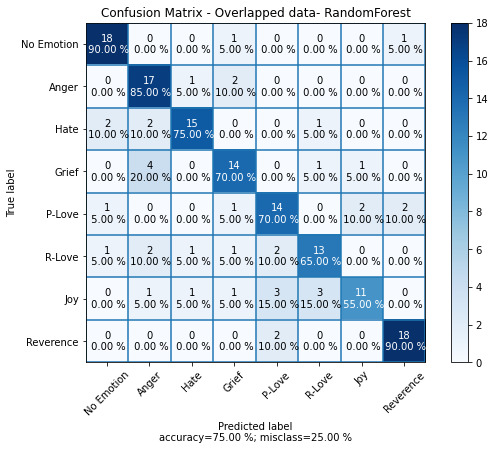 Confusion Matrix - Overlapped data- RandomForest
True label
No Emotion 18 0 0 1 0 0 0 1 18
90.00 % 0.00 % 0.00 % 5.00 % 0.00 % 0.00 % 0.00 % 5.00 %
16
Anger 0 17 1 2 0 0 0 0
0.00 % 85.00 % 5.00 % 10.00 % 0.00 % 0.00 % 0.00 % 0.00 %
14
Hate 2 2 15 0 0 1 0 0
10.00 % 10.00 % 75.00 % 0.00 % 0.00 % 5.00 % 0.00 % 0.00 %
12
Grief 0 4 0 14 0 1 1 0
0.00 % 20.00 % 0.00 % 70.00 % 0.00 % 5.00 % 5.00 % 0.00 %
10
P-Love 1 0 0 1 14 0 2 2
5.00 % 0.00 % 0.00 % 5.00 % 70.00 % 0.00 % 10.00 % 10.00 %
8
R-Love 1 2 1 1 2 13 0 0
5.00 % 10.00 % 5.00 % 5.00 % 10.00 % 65.00 % 0.00 % 0.00 %
6
4
Joy 0 1 1 1 3 3 11 0
0.00 % 5.00 % 5.00 % 5.00 % 15.00 % 15.00 % 55.00 % 0.00 %
2
Reverence 0 0 0 0 2 0 0 18
0.00 % 0.00 % 0.00 % 0.00 % 10.00 % 0.00 % 0.00 % 90.00 %
0
No Emotion Anger Hate Grief P-Love R-Love Joy Reverence
Predicted label
accuracy=75.00 %; misclass=25.00 %